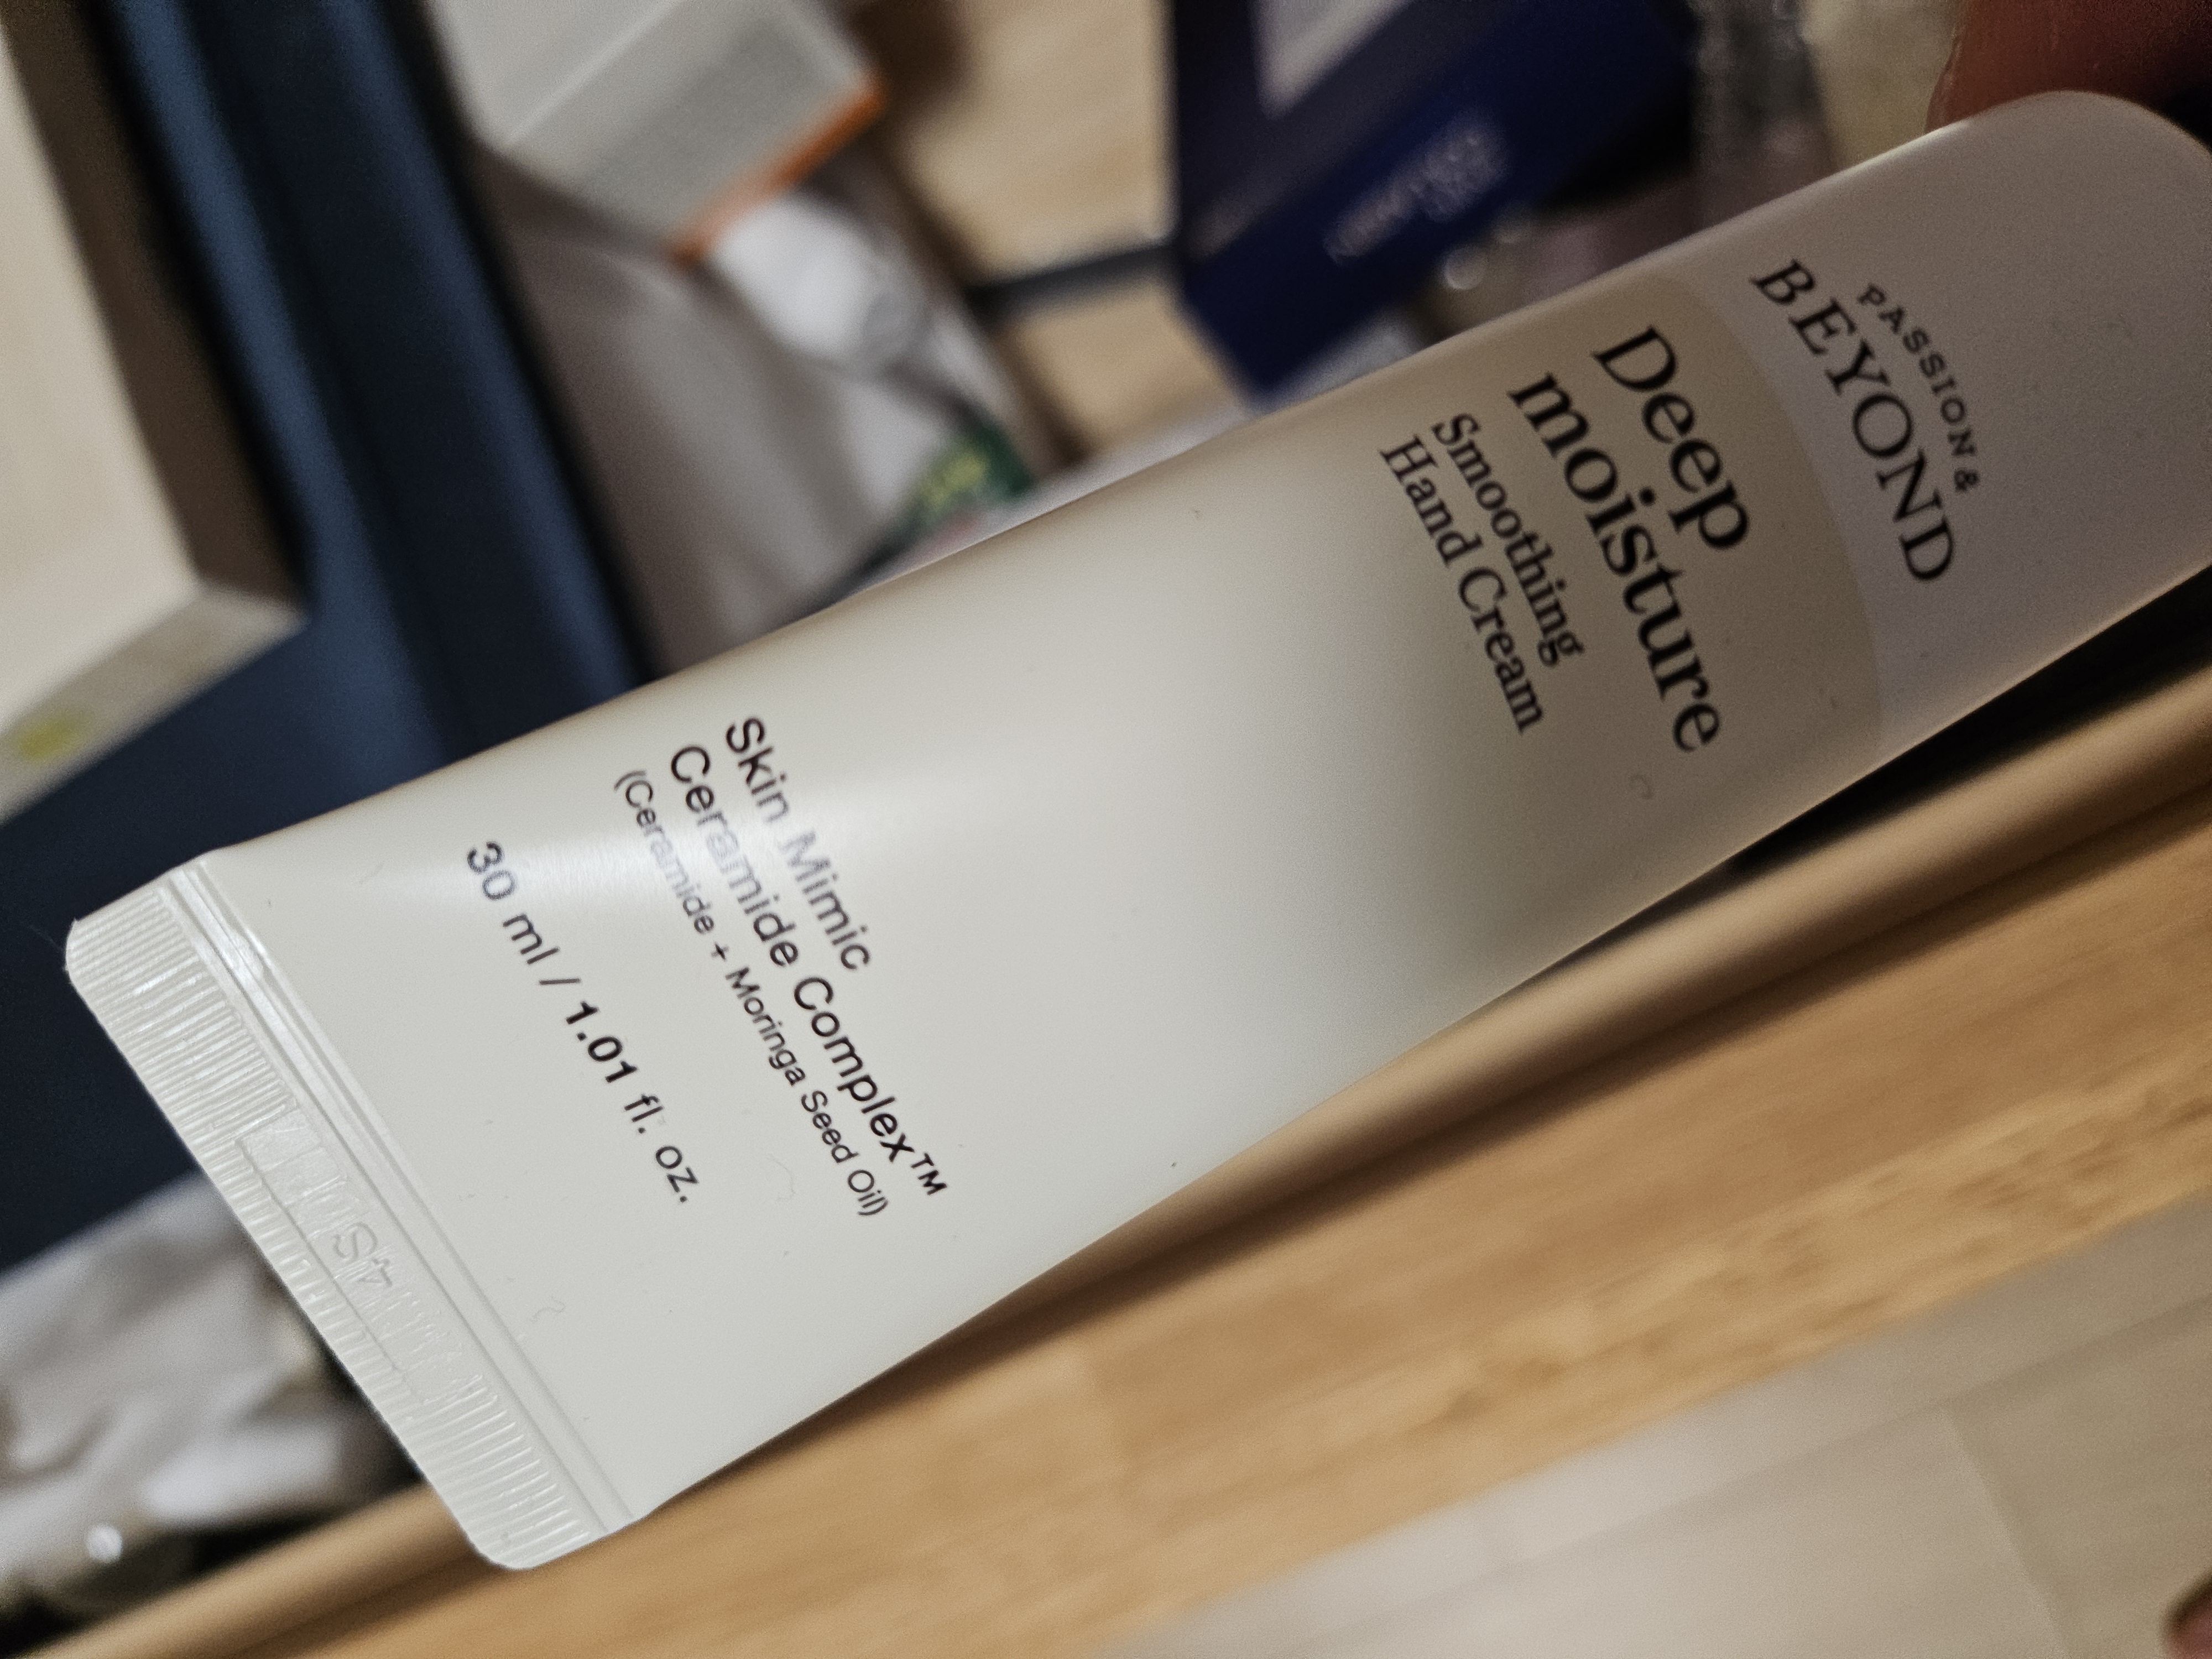 PASSION &
BEYOND
Deep
moisture
Smoothing
Hand Cream
Skin Mimic
Ceramide Complex™
(Ceramide + Moringa Seed Oil)
30 ml / 1.01 fl. oz.